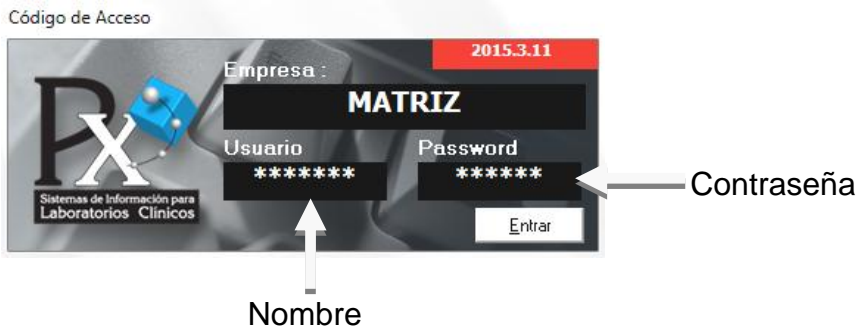 Código de Acceso
2015.3.11
Empresa :
MATRIZ
Usuario Password
******* ******
Contraseña
Px
Sistemas de Información para
Laboratorios Clínicos
Entrar
Nombre